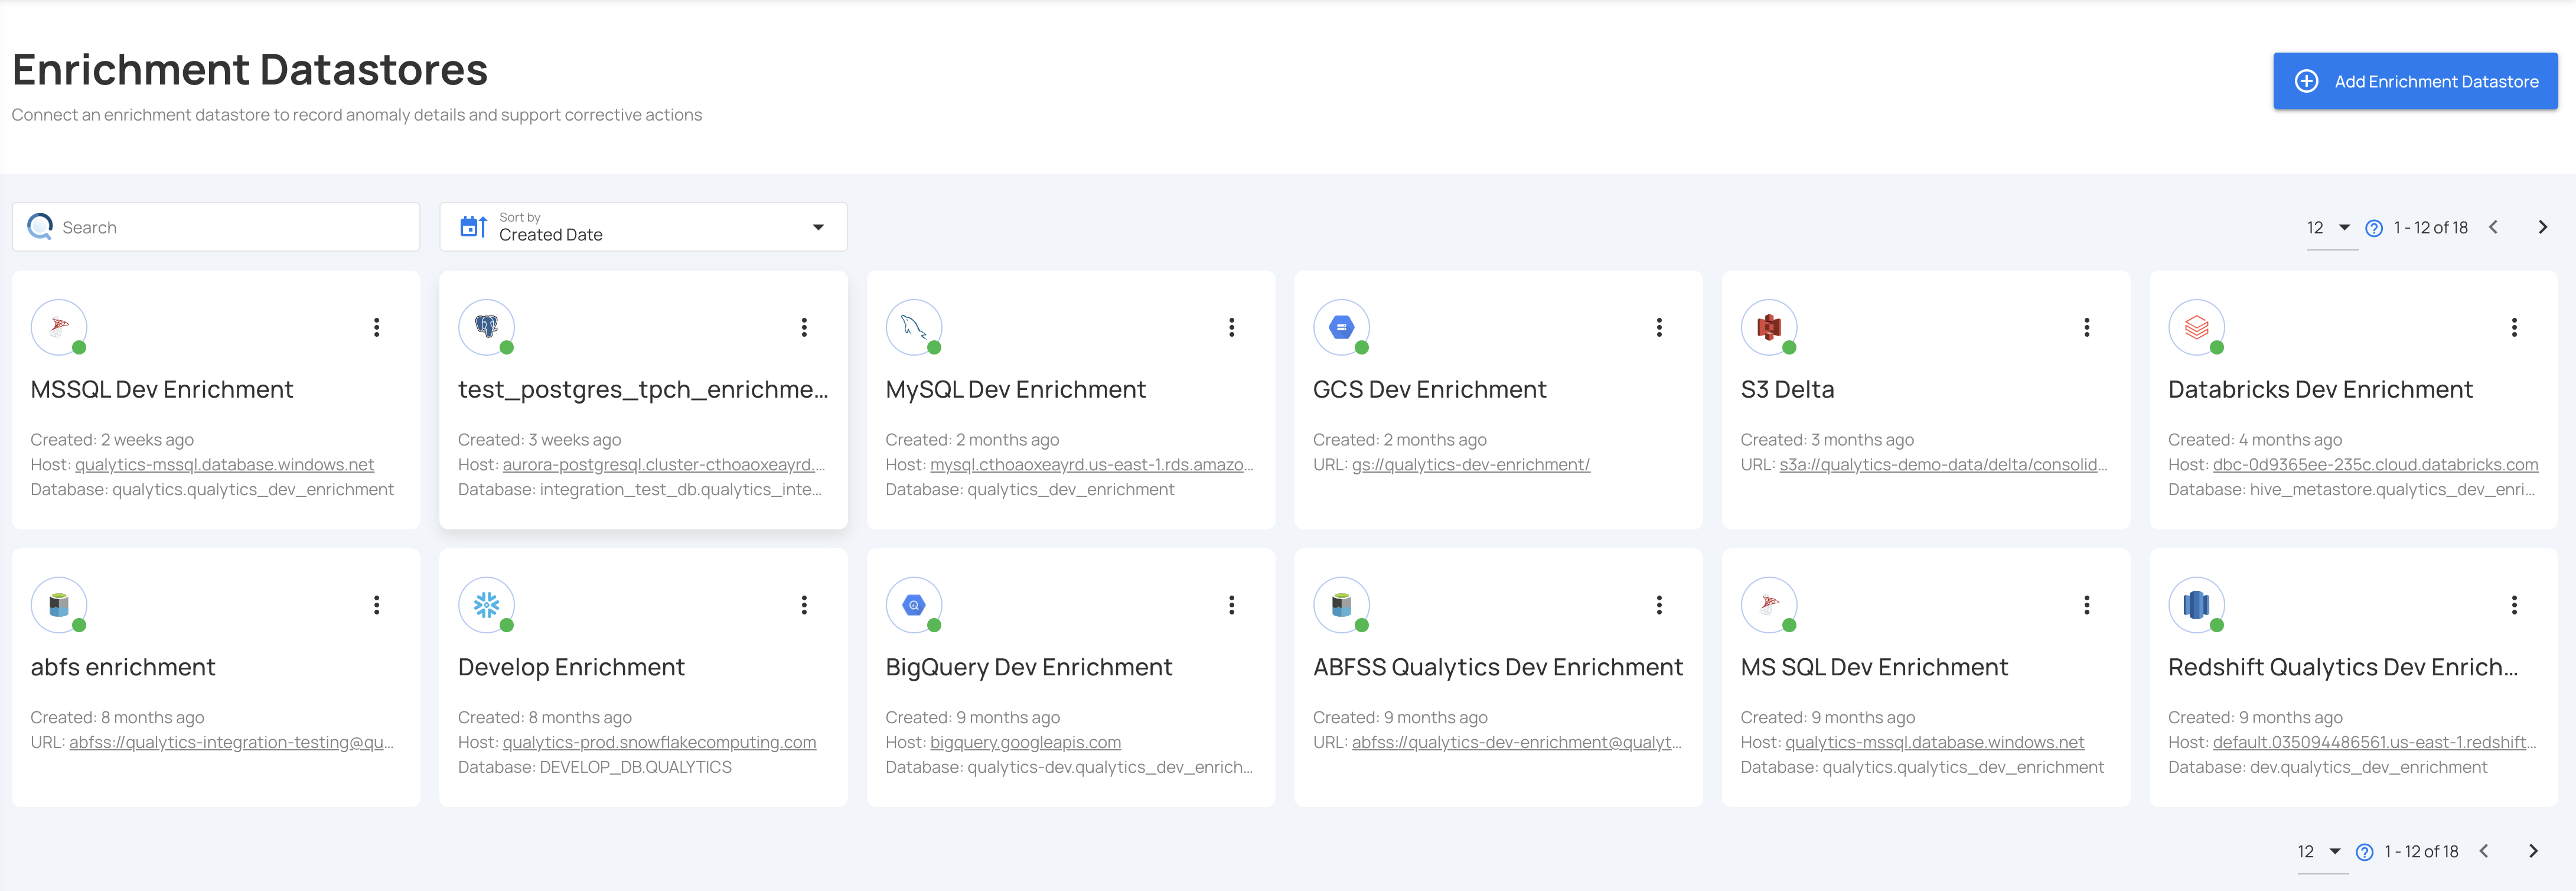 Enrichment Datastores
Connect an enrichment datastore to record anomaly details and support corrective actions
Add Enrichment Datastore
Search
Sort by
Created Date
12
1 - 12 of 18
MSSQL Dev Enrichment
Created: 2 weeks ago
Host: qualytics-mssql.database.windows.net
Database: qualytics.qualytics_dev_enrichment
test_postgres_tpch_enrichme...
Created: 3 weeks ago
Host: aurora-postgresql.cluster-cthoaoxeayrd....
Database: integration_test_db.qualytics_inte...
MySQL Dev Enrichment
Created: 2 months ago
Host: mysql.cthoaoxeayrd.us-east-1.rds.amazo...
Database: qualytics_dev_enrichment
GCS Dev Enrichment
Created: 2 months ago
URL: gs://qualytics-dev-enrichment/
S3 Delta
Created: 3 months ago
URL: s3a://qualytics-demo-data/delta/consolid...
Databricks Dev Enrichment
Created: 4 months ago
Host: dbc-0d9365ee-235c.cloud.databricks.com
Database: hive_metastore.qualytics_dev_enri...
abfs enrichment
Created: 8 months ago
URL: abfss://qualytics-integration-testing@qu...
Develop Enrichment
Created: 8 months ago
Host: qualytics-prod.snowflakecomputing.com
Database: DEVELOP_DB.QUALYTICS
BigQuery Dev Enrichment
Created: 9 months ago
Host: bigquery.googleapis.com
Database: qualytics-dev.qualytics_dev_enrich...
ABFSS Qualytics Dev Enrichment
Created: 9 months ago
URL: abfss://qualytics-dev-enrichment@qualyt...
MS SQL Dev Enrichment
Created: 9 months ago
Host: qualytics-mssql.database.windows.net
Database: qualytics.qualytics_dev_enrichment
Redshift Qualytics Dev Enrich...
Created: 9 months ago
Host: default.035094486561.us-east-1.redshift...
Database: dev.qualytics_dev_enrichment
12
1 - 12 of 18